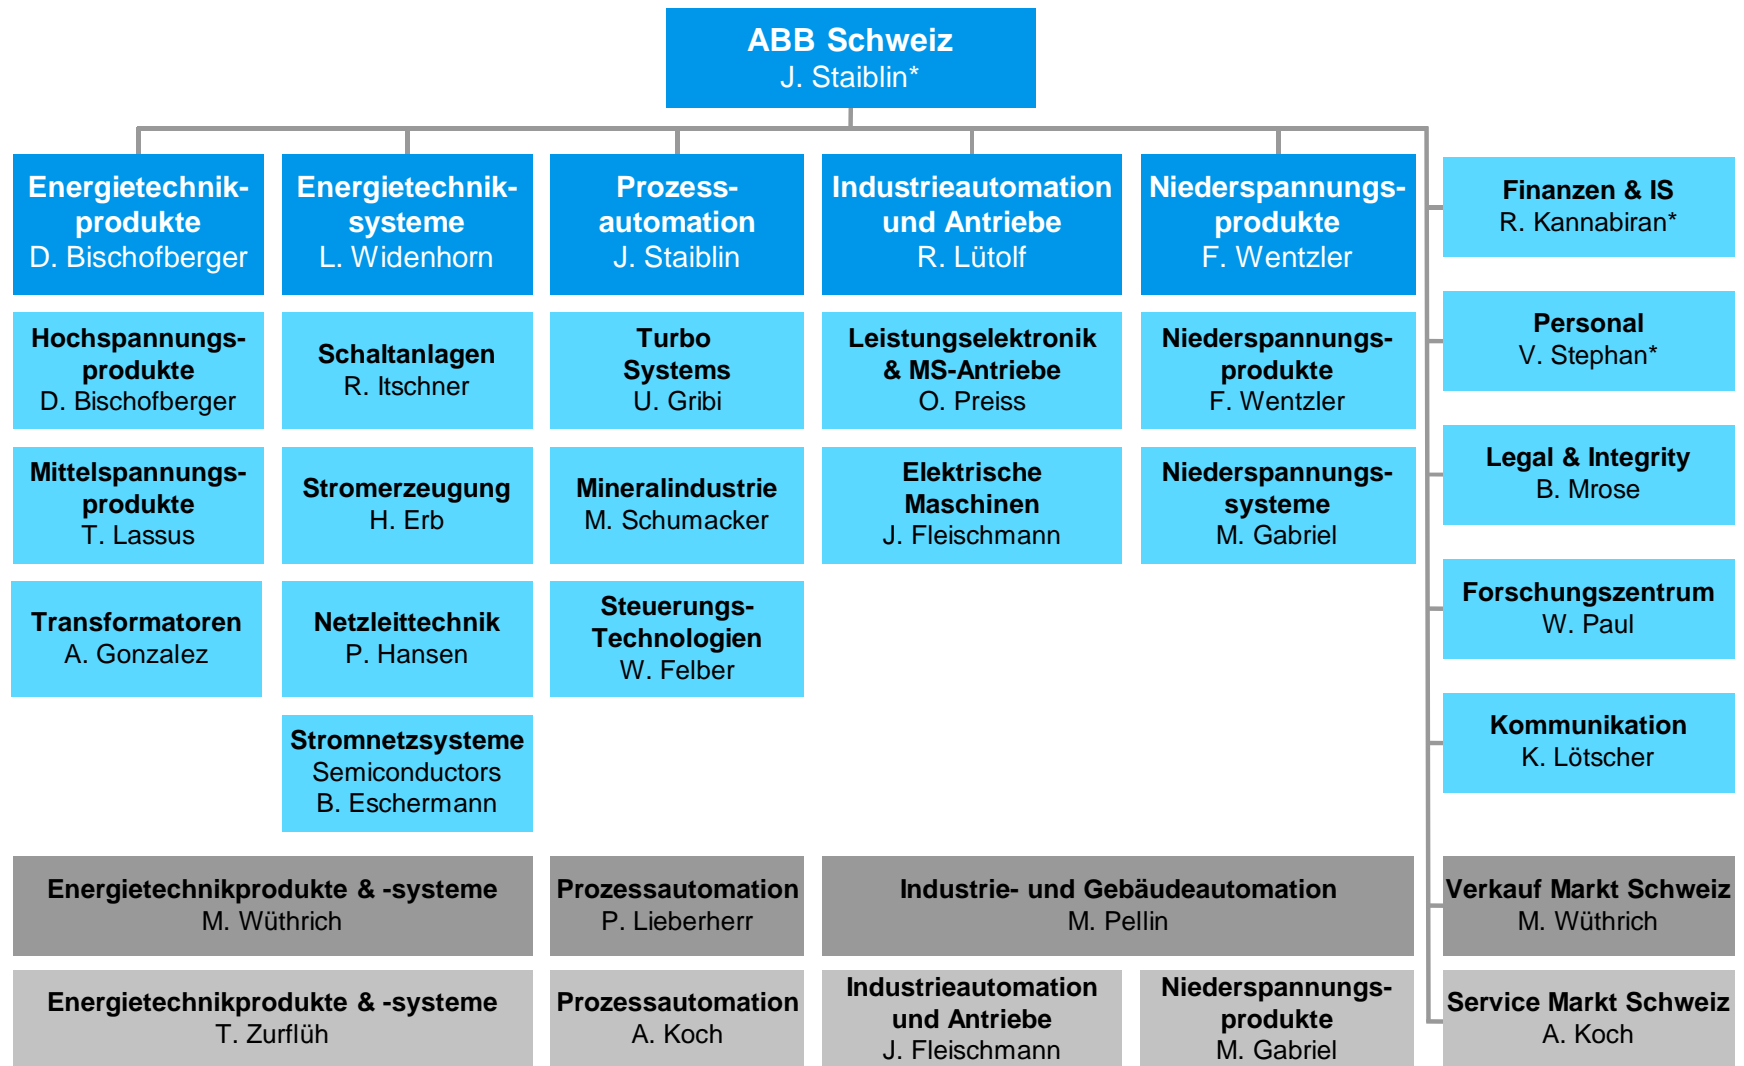 ABB Schweiz
J. Staiblin*
Energietechnik-
produkte
D. Bischofberger
Energietechnik-
systeme
L. Widenhorn
Prozess-
automation
J. Staiblin
Industrieautomation
und Antriebe
R. Lütolf
Niederspannungs-
produkte
F. Wentzler
Finanzen & IS
R. Kannabiran*
Hochspannungs-
produkte
D. Bischofberger
Schaltanlagen
R. Itschner
Turbo
Systems
U. Gribi
Leistungselektronik
& MS-Antriebe
O. Preiss
Niederspannungs-
produkte
F. Wentzler
Personal
V. Stephan*
Mittelspannungs-
produkte
T. Lassus
Stromerzeugung
H. Erb
Mineralindustrie
M. Schumacker
Elektrische
Maschinen
J. Fleischmann
Niederspannungs-
systeme
M. Gabriel
Legal & Integrity
B. Mrose
Transformatoren
A. Gonzalez
Netzleittechnik
P. Hansen
Steuerungs-
Technologien
W. Felber
Forschungszentrum
W. Paul
Stromnetzsysteme
Semiconductors
B. Eschermann
Kommunikation
K. Lötscher
Energietechnikprodukte & -systeme
M. Wüthrich
Prozessautomation
P. Lieberherr
Industrie- und Gebäudeautomation
M. Pellin
Verkauf Markt Schweiz
M. Wüthrich
Energietechnikprodukte & -systeme
T. Zurflüh
Prozessautomation
A. Koch
Industrieautomation
und Antriebe
J. Fleischmann
Niederspannungs-
produkte
M. Gabriel
Service Markt Schweiz
A. Koch